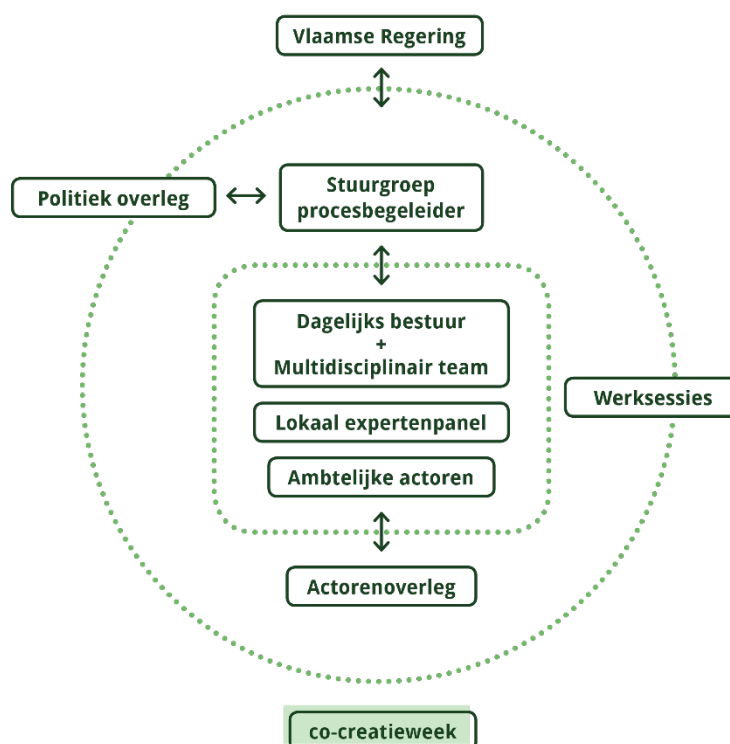 Vlaamse Regering
Politiek overleg
Stuurgroep
procesbegeleider
Dagelijks bestuur
+
Multidisciplinair team
Werksessies
Lokaal expertenpanel
Ambtelijke actoren
Actorenoverleg
co-creatieweek